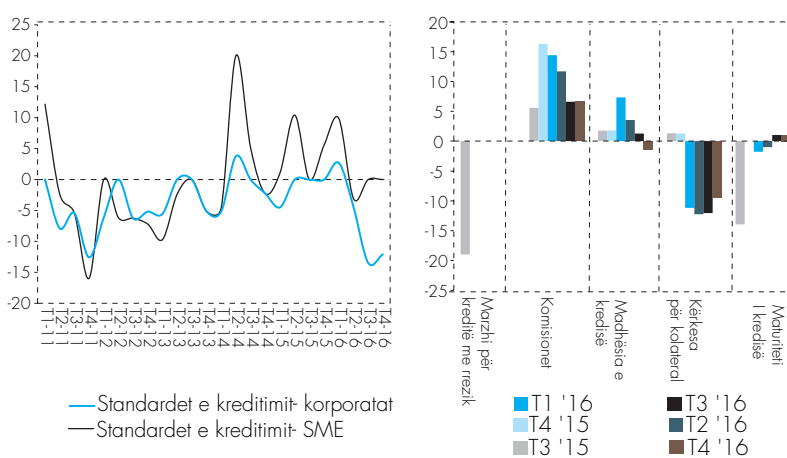 25
20
15
10
5
0
-5
-10
-15
-20
T1-11
T2-11
T3-11
T4-11
T1-12
T2-12
T3-12
T4-12
T1-13
T2-13
T3-13
T4-13
T1-14
T2-14
T3-14
T4-14
T1-15
T2-15
T3-15
T4-15
T1-16
T2-16
T3-16
T4-16
Standardet e kreditimit- korporatat
Standardet e kreditimit- SME
20
15
10
5
0
-5
-10
-15
-20
-25
Marzhi për
kreditë me rrezik
Komisionet
Madhësia e
kredisë
Kërkesa
për kolateral
Maturiteti
I kredisë
T1 '16
T3 '16
T4 '15
T2 '16
T3 '15
T4 '16